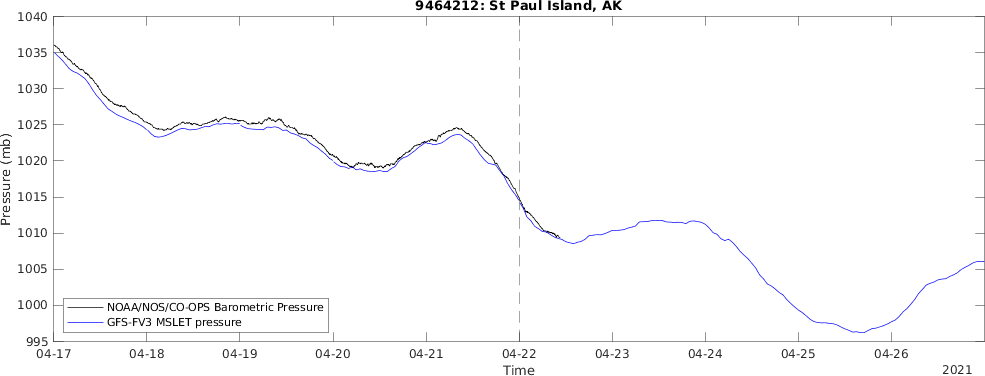 9464212: St Paul Island, AK
1040
1035
1030
1025
1020
1015
1010
1005
1000
995
Pressure (mb)
NOAA/NOS/CO-OPS Barometric Pressure
GFS-FV3 MSLET pressure
04-17 04-18 04-19 04-20 04-21 04-22 04-23 04-24 04-25 04-26
Time
2021